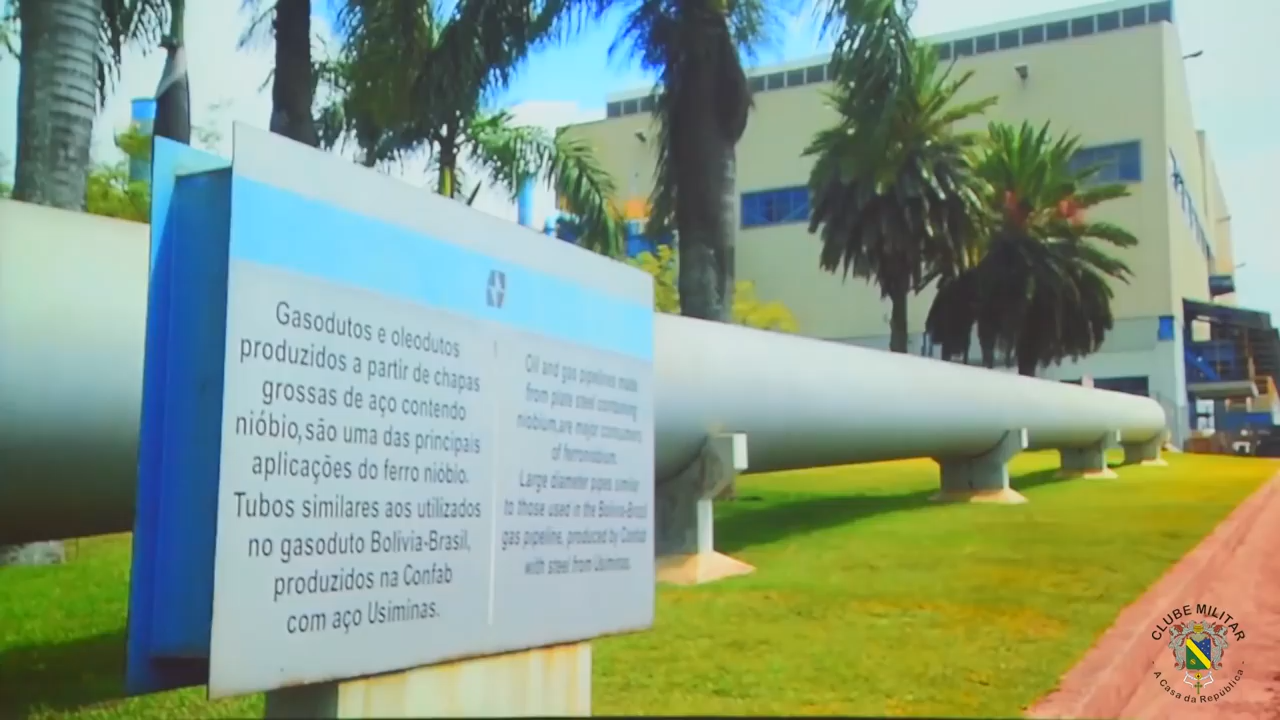 Gasodutos e oleodutos
produzidos a partir de chapas
grossas de aço contendo
nióbio, são uma das principais
aplicações do ferro nióbio.
Tubos similares aos utilizados
no gasoduto Bolívia-Brasil,
produzidos na Confab
com aço Usiminas.
Oil and gas pipelines made
from plate steel containing
niobium,are major consumers
of ferroniobium.
Large diameter pipes similar
to those used in the Bolivia-Brazil
gas pipeline, produced by Confab
with steel from Usiminas.
CLUBE MILITAR
A Casa da República